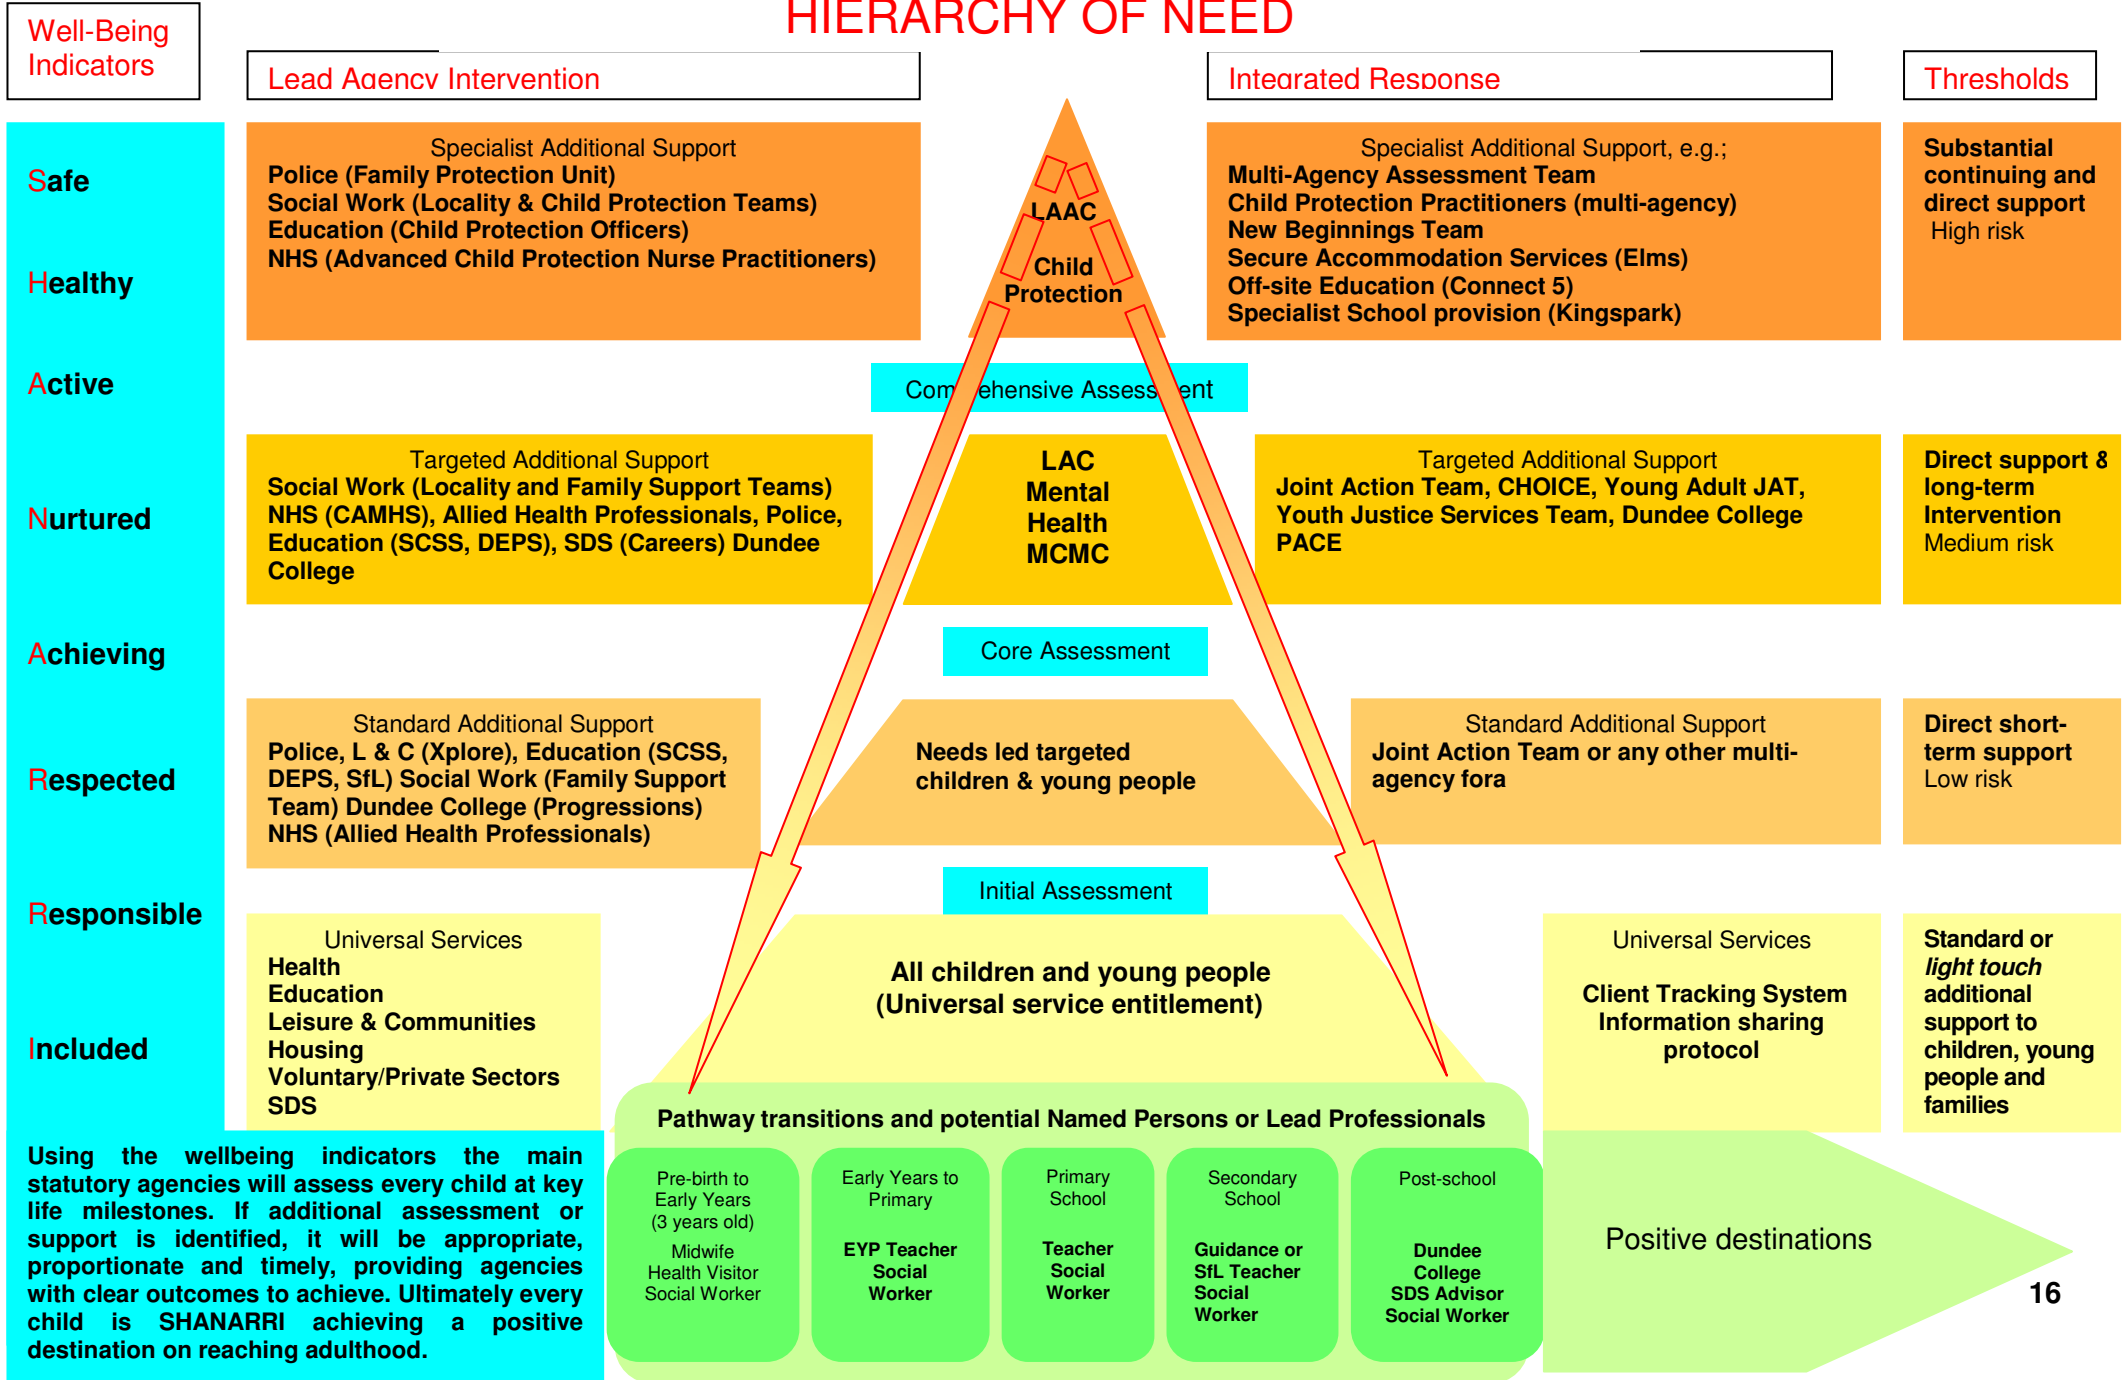 HIERARCHY OF NEED
Well-Being
Indicators
Lead Agency Intervention
Integrated Response
Thresholds
Safe
Healthy
Active
Nurtured
Achieving
Respected
Responsible
Included
Specialist Additional Support
Police (Family Protection Unit)
Social Work (Locality & Child Protection Teams)
Education (Child Protection Officers)
NHS (Advanced Child Protection Nurse Practitioners)
LAAC
Child
Protection
Specialist Additional Support, e.g.;
Multi-Agency Assessment Team
Child Protection Practitioners (multi-agency)
New Beginnings Team
Secure Accommodation Services (Elms)
Off-site Education (Connect 5)
Specialist School provision (Kingspark)
Substantial
continuing and
direct support
High risk
Comprehensive Assessment
Targeted Additional Support
Social Work (Locality and Family Support Teams)
NHS (CAMHS), Allied Health Professionals, Police,
Education (SCSS, DEPS), SDS (Careers) Dundee
College
LAC
Mental
Health
MCMC
Targeted Additional Support
Joint Action Team, CHOICE, Young Adult JAT,
Youth Justice Services Team, Dundee College
PACE
Direct support &
long-term
Intervention
Medium risk
Core Assessment
Standard Additional Support
Police, L & C (Xplore), Education (SCSS,
DEPS, SfL) Social Work (Family Support
Team) Dundee College (Progressions)
NHS (Allied Health Professionals)
Needs led targeted
children & young people
Standard Additional Support
Joint Action Team or any other multi-
agency fora
Direct short-
term support
Low risk
Initial Assessment
Universal Services
Health
Education
Leisure & Communities
Housing
Voluntary/Private Sectors
SDS
All children and young people
(Universal service entitlement)
Universal Services
Client Tracking System
Information sharing
protocol
Standard or
light touch
additional
support to
children, young
people and
families
Using the wellbeing indicators the main
statutory agencies will assess every child at key
life milestones. If additional assessment or
support is identified, it will be appropriate,
proportionate and timely, providing agencies
with clear outcomes to achieve. Ultimately every
child is SHANARRI achieving a positive
destination on reaching adulthood.
Pathway transitions and potential Named Persons or Lead Professionals
Pre-birth to
Early Years
(3 years old)
Midwife
Health Visitor
Social Worker
Early Years to
Primary
EYP Teacher
Social
Worker
Primary
School
Teacher
Social
Worker
Secondary
School
Guidance or
SfL Teacher
Social
Worker
Post-school
Dundee
College
SDS Advisor
Social Worker
Positive destinations
16